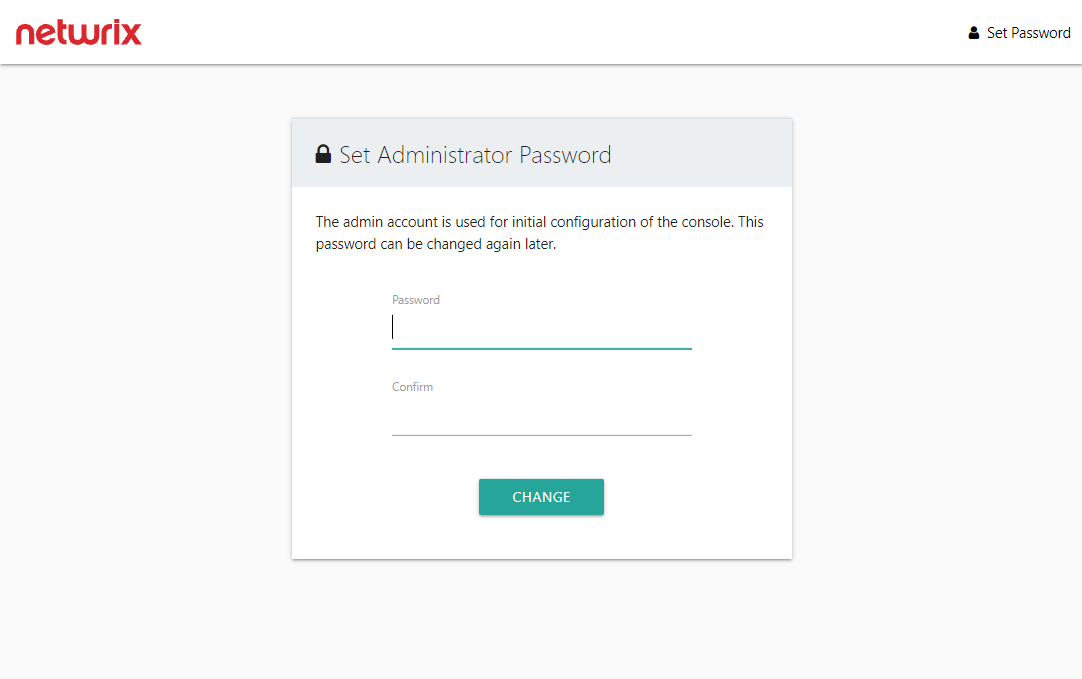 netwrix
Set Password
Set Administrator Password
The admin account is used for initial configuration of the console. This
password can be changed again later.
Password
Confirm
CHANGE